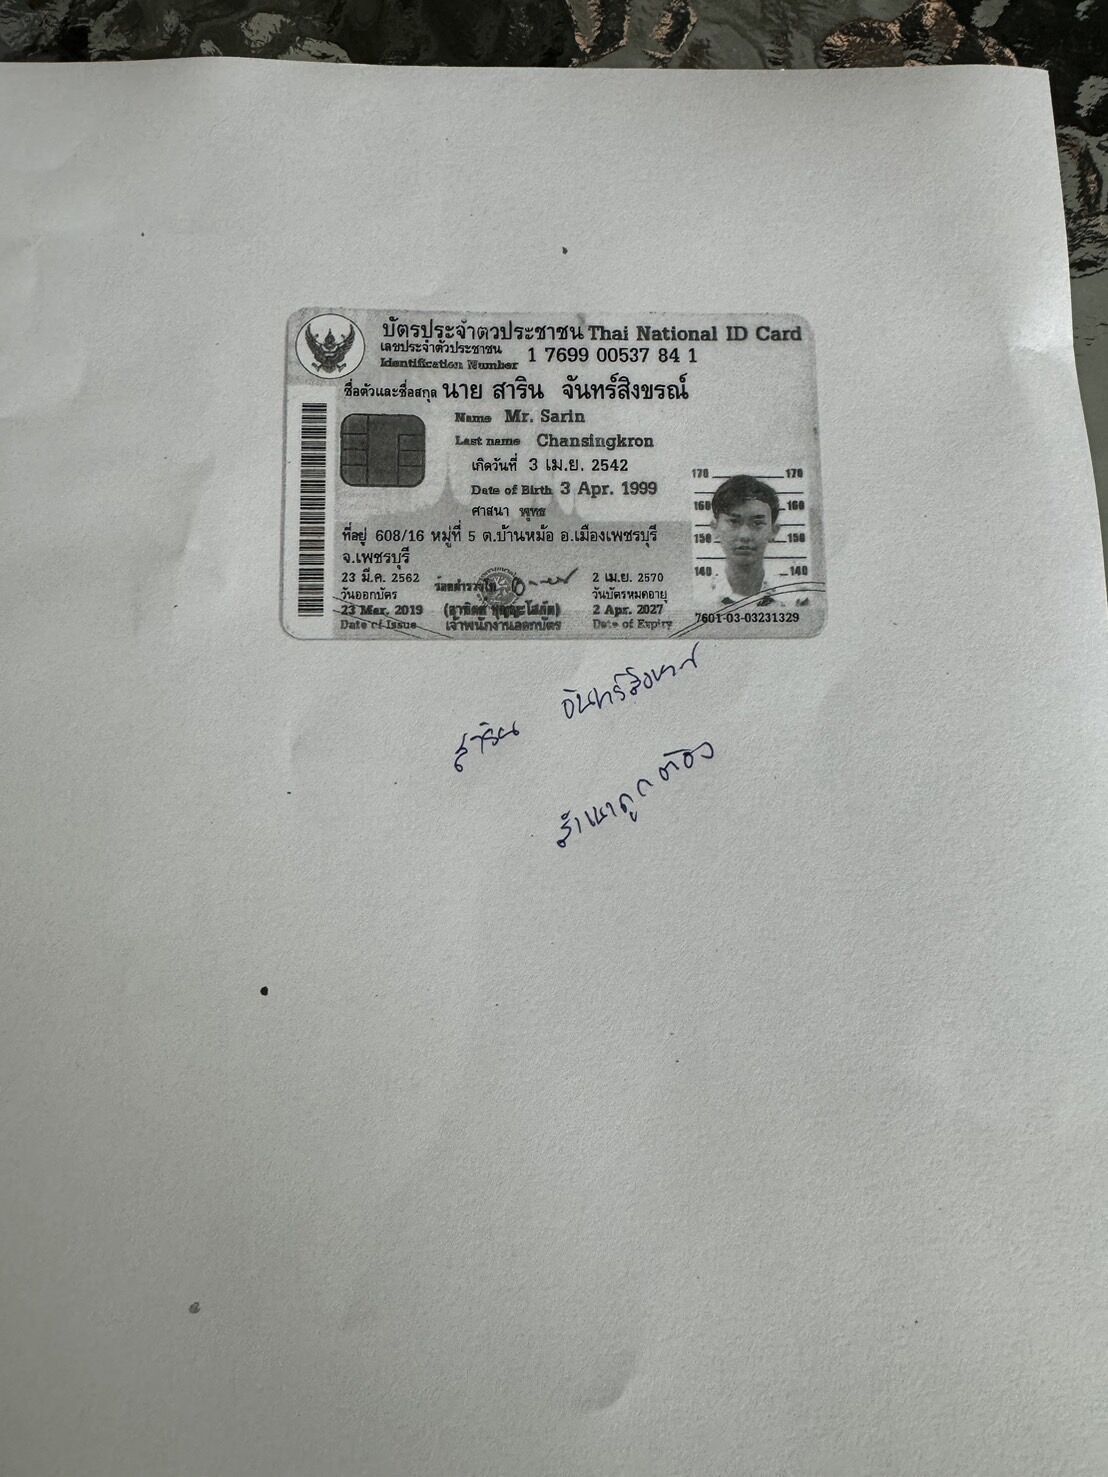 บัตรประจำตัวประชาชน Thai National ID Card
เลขประจำตัวประชาชน
Identification Number 1 7699 00537 84 1
ชื่อตัวและชื่อสกุล นาย สาริน จันทร์สิงขรณ์
Name Mr. Sarin
Last name Chansingkron
เกิดวันที่ 3 เม.ย. 2542
Date of Birth 3 Apr. 1999
ศาสนา พุทธ
ที่อยู่ 608/16 หมู่ที่ 5 ต.บ้านหม้อ อ.เมืองเพชรบุรี
จ.เพชรบุรี
23 มี.ค. 2562
วันออกบัตร
23 Mar. 2019
Date of Issue
ร้อยตำรวจโท
เจ้าพนักงานออกบัตร
2 เม.ย. 2570
วันบัตรหมดอายุ
2 Apr. 2027
Date of Expiry
170 170
160 160
150 150
140 140
7601-03-03231329
สาริน จันทร์สิงขรณ์
สำเนาถูกต้อง